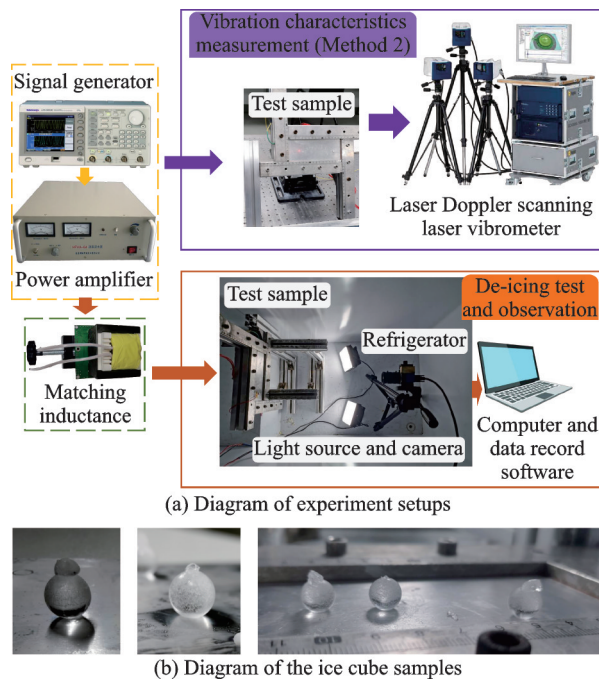 Signal generator
Power amplifier
Matching
inductance
Vibration characteristics
measurement (Method 2)
Test sample
Laser Doppler scanning
laser vibrometer
De-icing test
and observation
Test sample
Refrigerator
Light source and camera
Computer and
data record
software
(a) Diagram of experiment setups
(b) Diagram of the ice cube samples